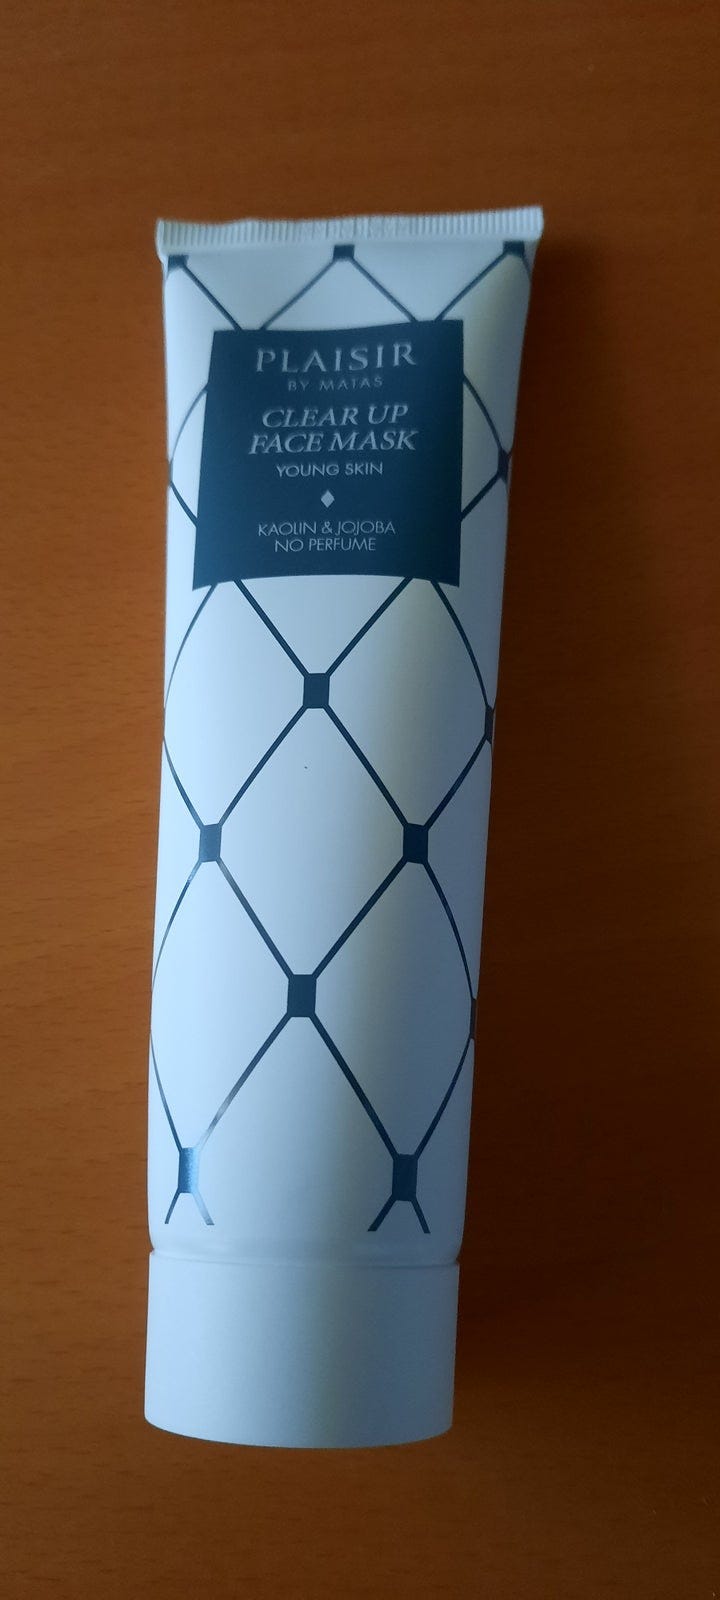 PLAISIR
BY MATAS
CLEAR UP
FACE MASK
YOUNG SKIN
KAOLIN & JOJOBA
NO PERFUME